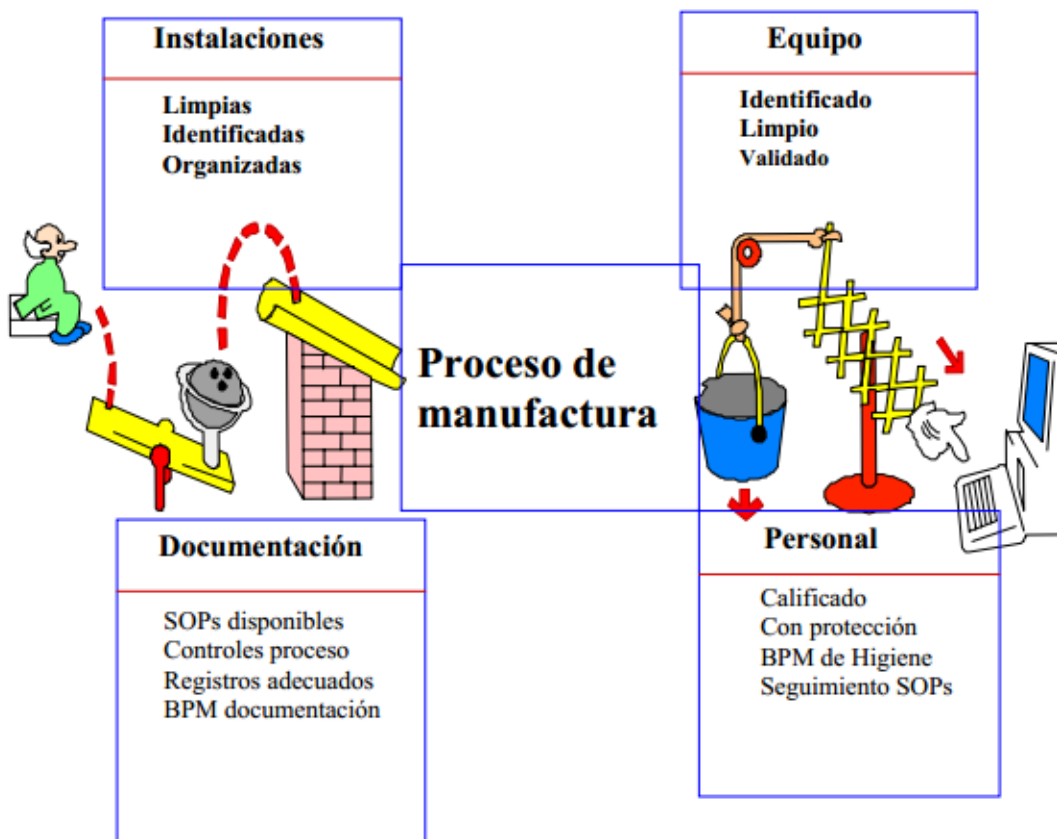 Instalaciones
Limpias
Identificadas
Organizadas
Equipo
Identificado
Limpio
Validado
Proceso de
manufactura
Documentación
SOPs disponibles
Controles proceso
Registros adecuados
BPM documentación
Personal
Calificado
Con protección
BPM de Higiene
Seguimiento SOPs